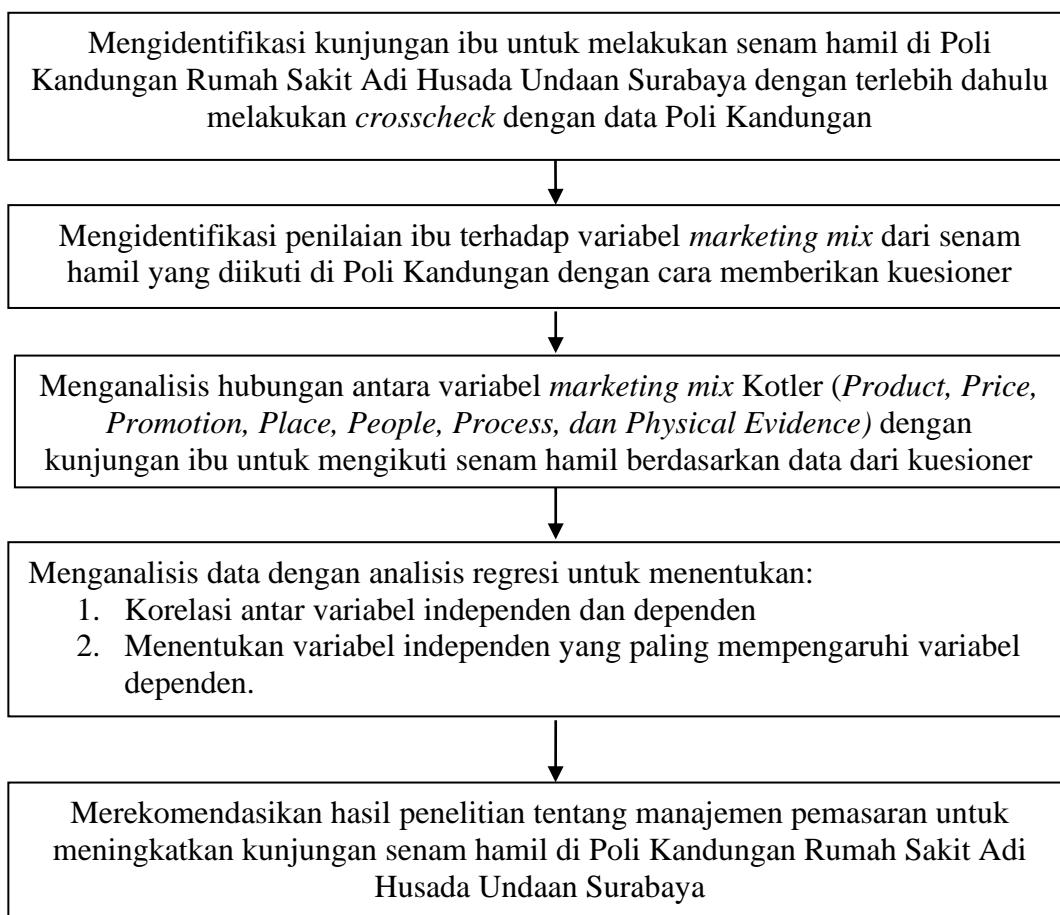 Mengidentifikasi kunjungan ibu untuk melakukan senam hamil di Poli
Kandungan Rumah Sakit Adi Husada Undaan Surabaya dengan terlebih dahulu
melakukan crosscheck dengan data Poli Kandungan
Mengidentifikasi penilaian ibu terhadap variabel marketing mix dari senam
hamil yang diikuti di Poli Kandungan dengan cara memberikan kuesioner
Menganalisis hubungan antara variabel marketing mix Kotler (Product, Price,
Promotion, Place, People, Process, dan Physical Evidence) dengan
kunjungan ibu untuk mengikuti senam hamil berdasarkan data dari kuesioner
Menganalisis data dengan analisis regresi untuk menentukan:
1. Korelasi antar variabel independen dan dependen
2. Menentukan variabel independen yang paling mempengaruhi variabel
dependen.
Merekomendasikan hasil penelitian tentang manajemen pemasaran untuk
meningkatkan kunjungan senam hamil di Poli Kandungan Rumah Sakit Adi
Husada Undaan Surabaya